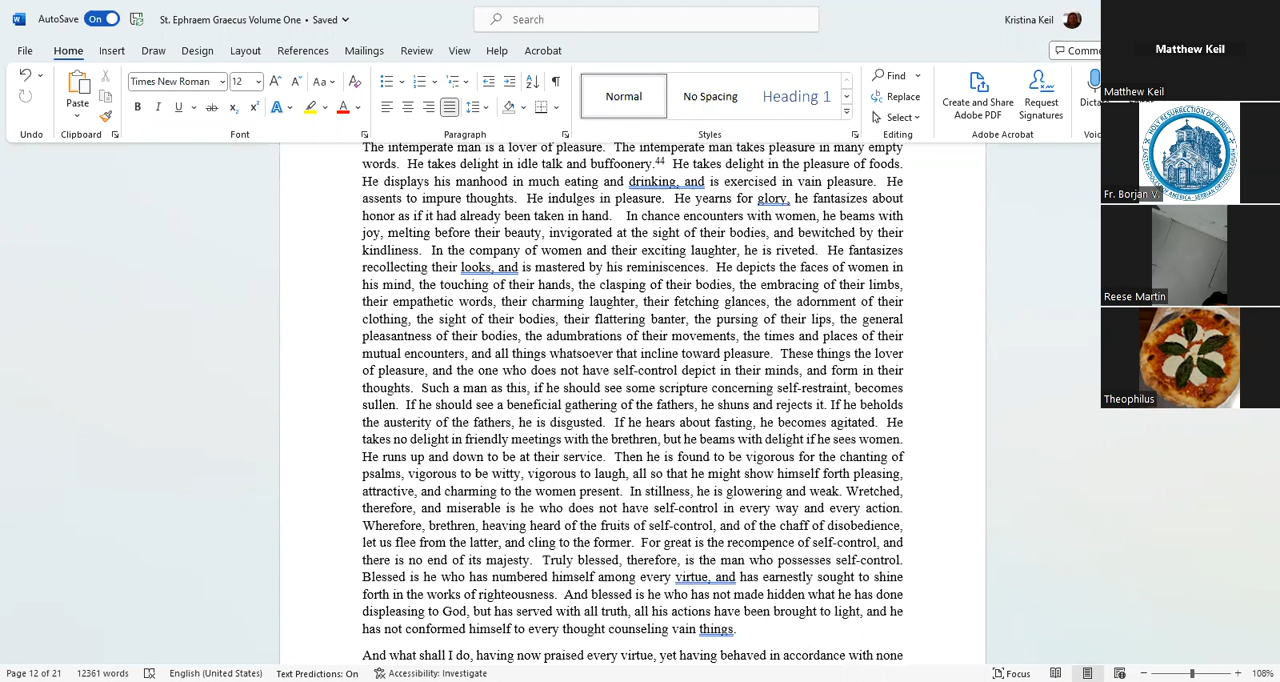 AutoSave On St. Ephraem Graecus Volume One • Saved Search Kristina Keil
File Home Insert Draw Design Layout References Mailings Review View Help Acrobat Comme
Undo
Paste
Clipboard
Times New Roman 12
Font
Paragraph
Normal No Spacing Heading 1
Styles
Find
Replace
Select
Editing
Create and Share Adobe PDF
Request Signatures
Adobe Acrobat
Dicta
Voi
The intemperate man is a lover of pleasure. The intemperate man takes pleasure in many empty
words. He takes delight in idle talk and buffoonery.44 He takes delight in the pleasure of foods.
He displays his manhood in much eating and drinking, and is exercised in vain pleasure. He
assents to impure thoughts. He indulges in pleasure. He yearns for glory, he fantasizes about
honor as if it had already been taken in hand. In chance encounters with women, he beams with
joy, melting before their beauty, invigorated at the sight of their bodies, and bewitched by their
kindliness. In the company of women and their exciting laughter, he is riveted. He fantasizes
recollecting their looks, and is mastered by his reminiscences. He depicts the faces of women in
his mind, the touching of their hands, the clasping of their bodies, the embracing of their limbs,
their empathetic words, their charming laughter, their fetching glances, the adornment of their
clothing, the sight of their bodies, their flattering banter, the pursing of their lips, the general
pleasantness of their bodies, the adumbrations of their movements, the times and places of their
mutual encounters, and all things whatsoever that incline toward pleasure. These things the lover
of pleasure, and the one who does not have self-control depict in their minds, and form in their
thoughts. Such a man as this, if he should see some scripture concerning self-restraint, becomes
sullen. If he should see a beneficial gathering of the fathers, he shuns and rejects it. If he beholds
the austerity of the fathers, he is disgusted. If he hears about fasting, he becomes agitated. He
takes no delight in friendly meetings with the brethren, but he beams with delight if he sees women.
He runs up and down to be at their service. Then he is found to be vigorous for the chanting of
psalms, vigorous to be witty, vigorous to laugh, all so that he might show himself forth pleasing,
attractive, and charming to the women present. In stillness, he is glowering and weak. Wretched,
therefore, and miserable is he who does not have self-control in every way and every action.
Wherefore, brethren, heaving heard of the fruits of self-control, and of the chaff of disobedience,
let us flee from the latter, and cling to the former. For great is the recompence of self-control, and
there is no end of its majesty. Truly blessed, therefore, is the man who possesses self-control.
Blessed is he who has numbered himself among every virtue, and has earnestly sought to shine
forth in the works of righteousness. And blessed is he who has not made hidden what he has done
displeasing to God, but has served with all truth, all his actions have been brought to light, and he
has not conformed himself to every thought counseling vain things.
And what shall I do, having now praised every virtue, yet having behaved in accordance with none
Page 12 of 21 12361 words English (United States) Text Predictions: On Accessibility: Investigate Focus 108%
Matthew Keil
Matthew Keil
Fr. Borjan V.
Reese Martin
Theophilus